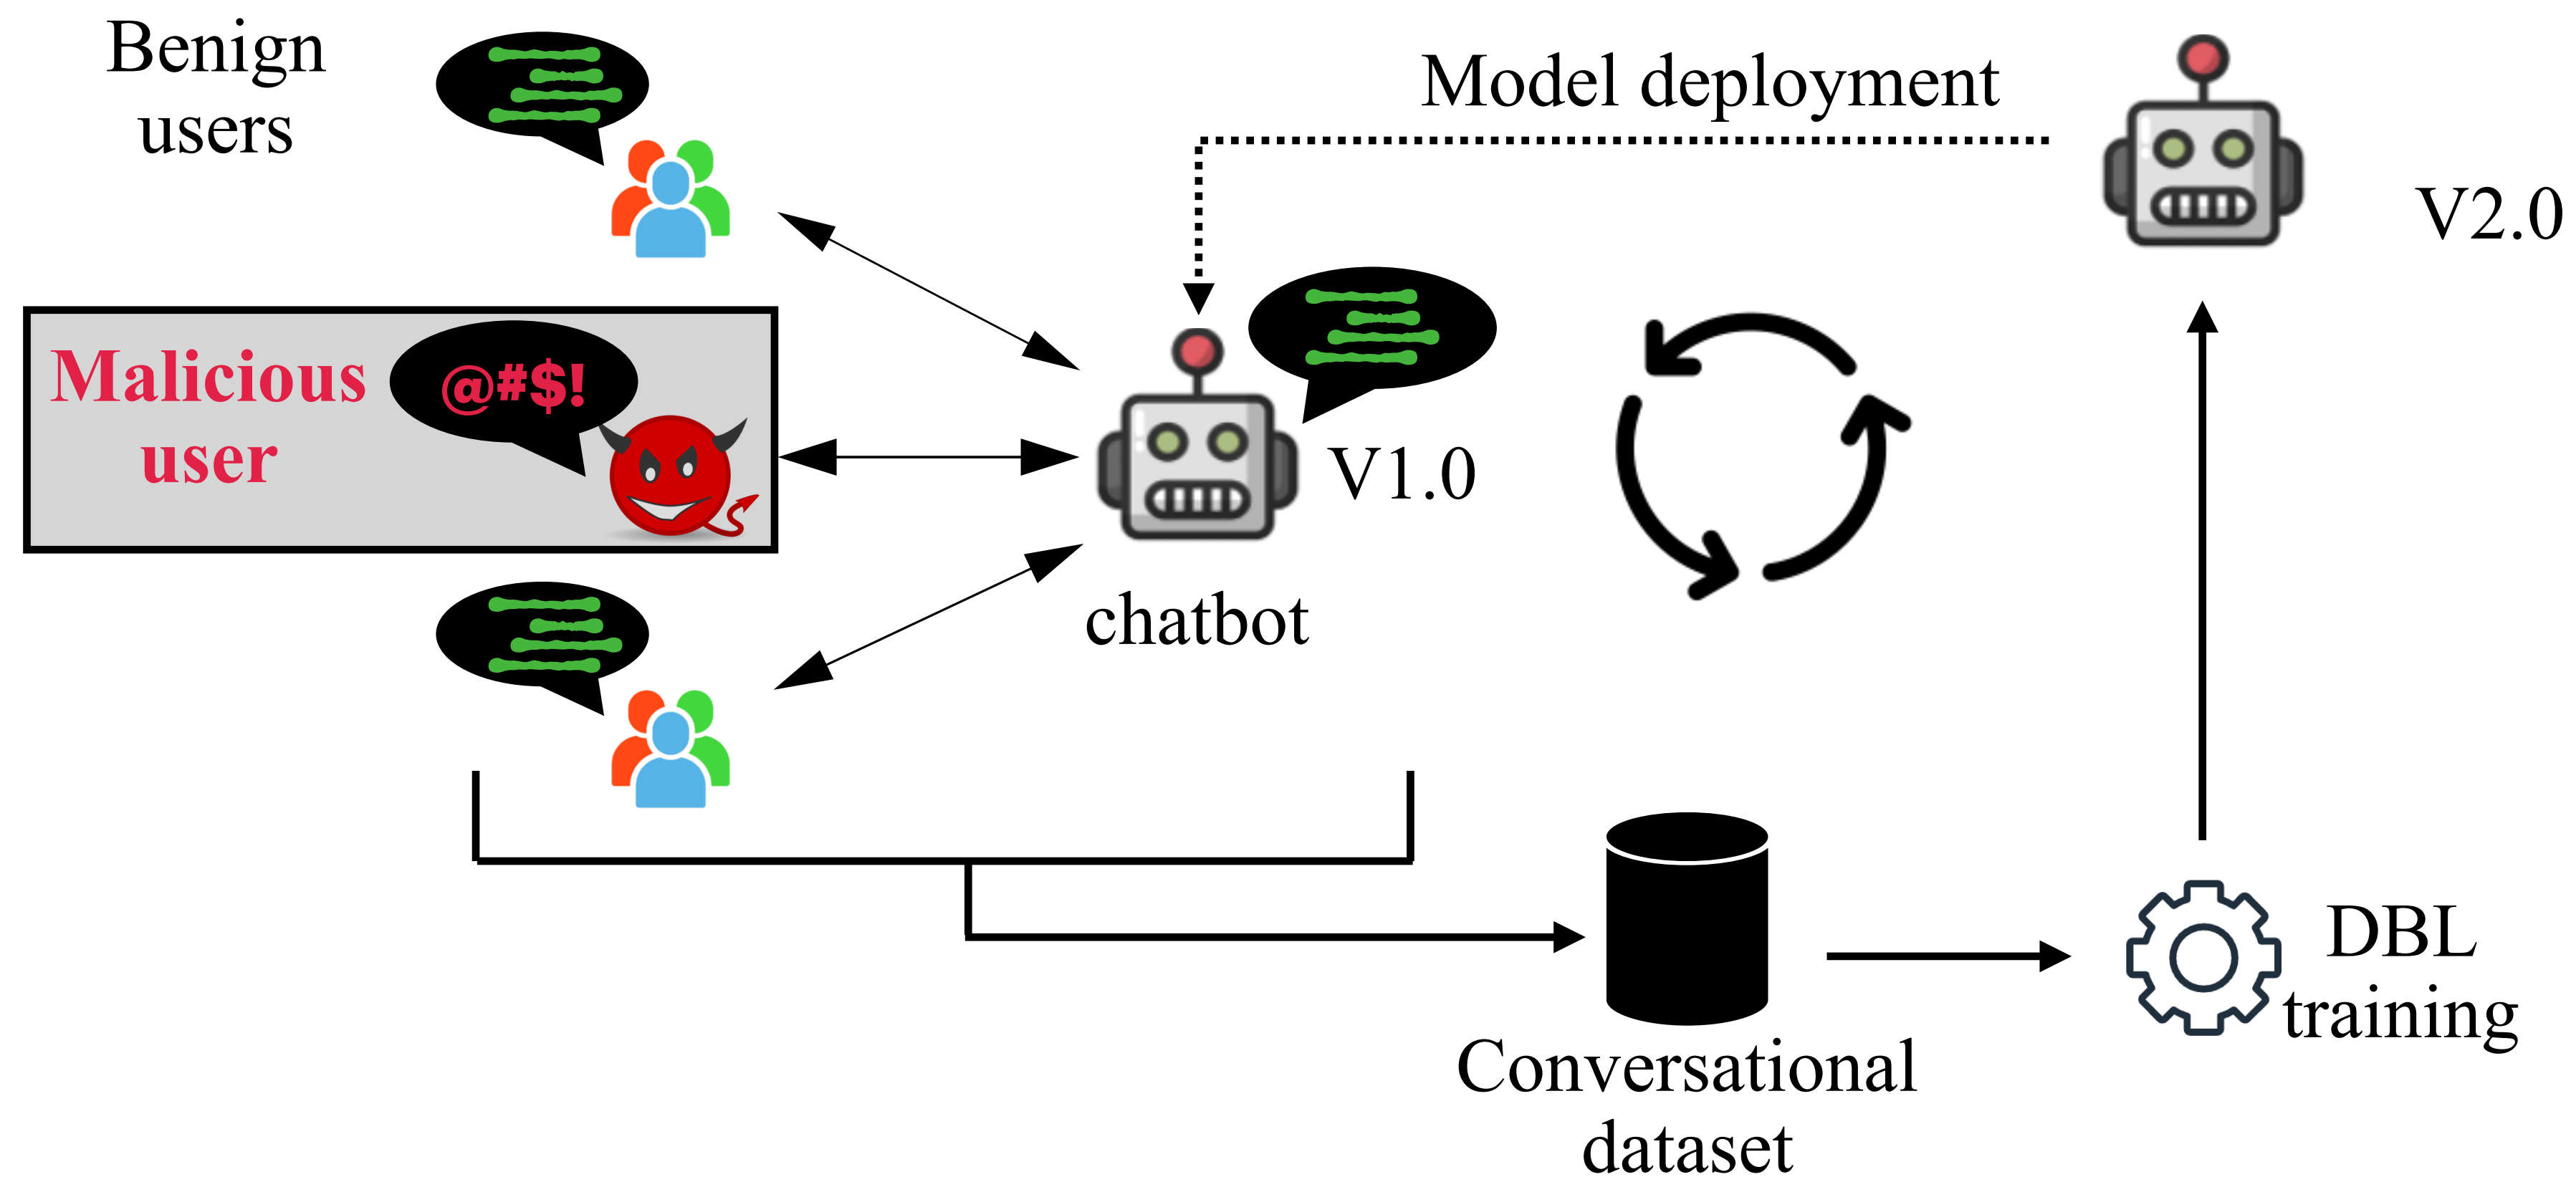 Benign
users
Model deployment
V2.0
Malicious
user
@#$!
V1.0
chatbot
DBL
training
Conversational
dataset